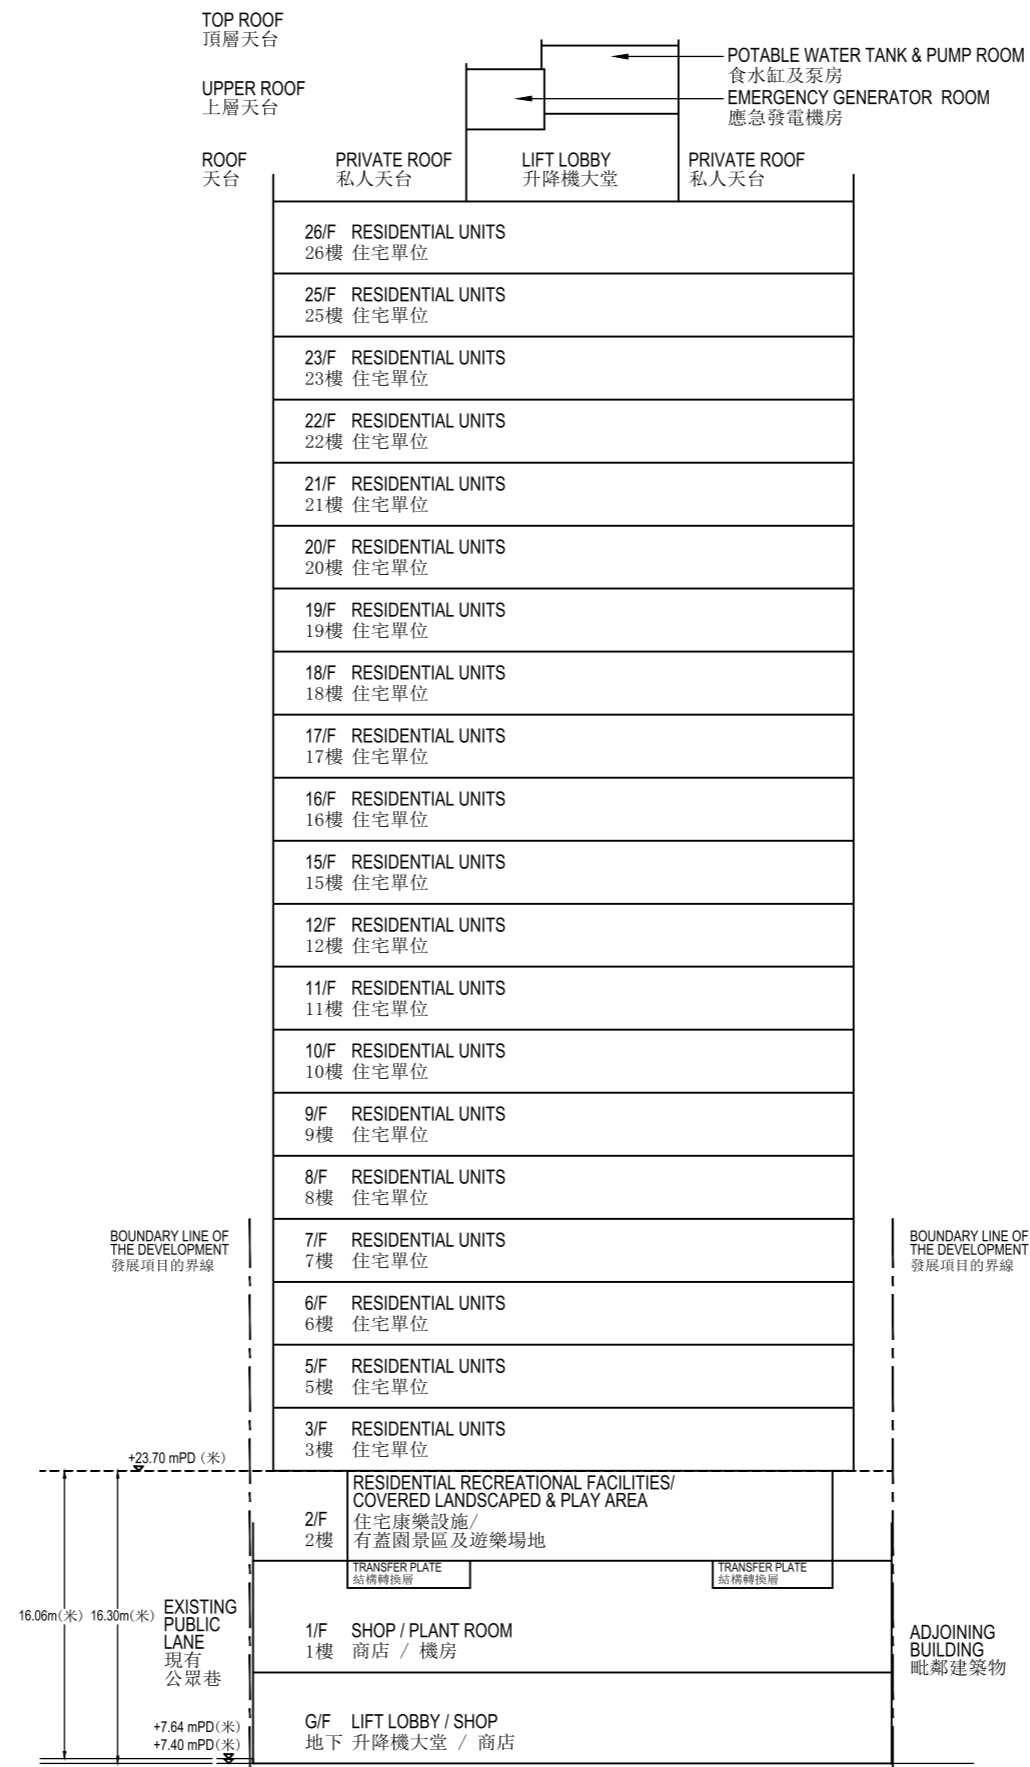 TOP ROOF
頂層天台
POTABLE WATER TANK & PUMP ROOM
食水缸及泵房
UPPER ROOF
上層天台
EMERGENCY GENERATOR ROOM
應急發電機房
ROOF
天台
PRIVATE ROOF
私人天台
LIFT LOBBY
升降機大堂
PRIVATE ROOF
私人天台
26/F RESIDENTIAL UNITS
26樓 住宅單位
25/F RESIDENTIAL UNITS
25樓 住宅單位
23/F RESIDENTIAL UNITS
23樓 住宅單位
22/F RESIDENTIAL UNITS
22樓 住宅單位
21/F RESIDENTIAL UNITS
21樓 住宅單位
20/F RESIDENTIAL UNITS
20樓 住宅單位
19/F RESIDENTIAL UNITS
19樓 住宅單位
18/F RESIDENTIAL UNITS
18樓 住宅單位
17/F RESIDENTIAL UNITS
17樓 住宅單位
16/F RESIDENTIAL UNITS
16樓 住宅單位
15/F RESIDENTIAL UNITS
15樓 住宅單位
12/F RESIDENTIAL UNITS
12樓 住宅單位
11/F RESIDENTIAL UNITS
11樓 住宅單位
10/F RESIDENTIAL UNITS
10樓 住宅單位
9/F RESIDENTIAL UNITS
9樓 住宅單位
8/F RESIDENTIAL UNITS
8樓 住宅單位
BOUNDARY LINE OF
THE DEVELOPMENT
發展項目的界線
7/F RESIDENTIAL UNITS
7樓 住宅單位
BOUNDARY LINE OF
THE DEVELOPMENT
發展項目的界線
6/F RESIDENTIAL UNITS
6樓 住宅單位
5/F RESIDENTIAL UNITS
5樓 住宅單位
3/F RESIDENTIAL UNITS
3樓 住宅單位
+23.70 mPD (米)
RESIDENTIAL RECREATIONAL FACILITIES/
COVERED LANDSCAPED & PLAY AREA
2/F 住宅康樂設施/
2樓 有蓋園景區及遊樂場地
TRANSFER PLATE
結構轉換層
TRANSFER PLATE
結構轉換層
16.06m(米) 16.30m(米)
EXISTING
PUBLIC
LANE
現有
公眾巷
1/F SHOP / PLANT ROOM
1樓 商店 / 機房
ADJOINING
BUILDING
毗鄰建築物
+7.64 mPD(米)
+7.40 mPD(米)
G/F LIFT LOBBY / SHOP
地下 升降機大堂 / 商店